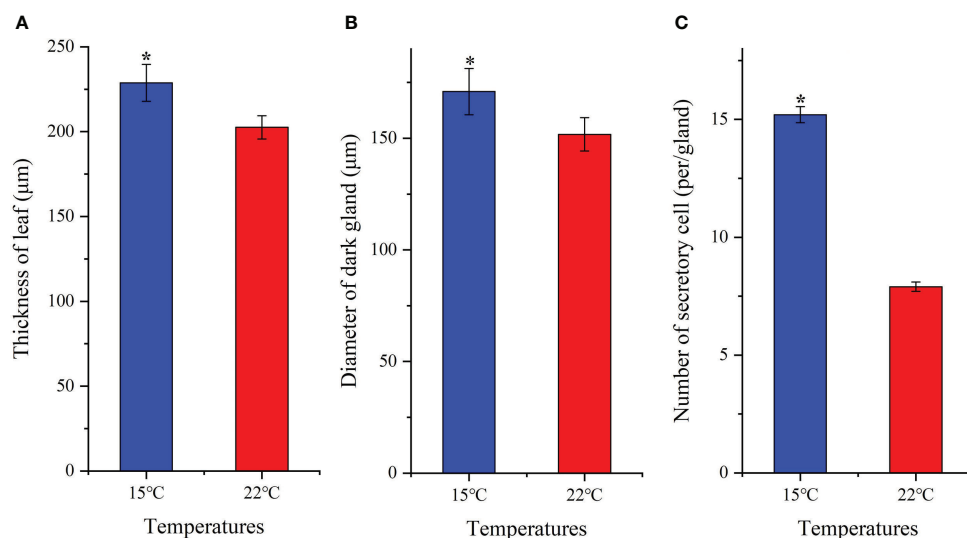 A
Thickness of leaf (μm)
250
200
150
100
50
0
*
15℃
22℃
Temperatures
B
Diameter of dark gland (μm)
150
100
50
0
*
15℃
22℃
Temperatures
C
Number of secretory cell (per/gland)
15
10
5
0
*
15℃
22℃
Temperatures